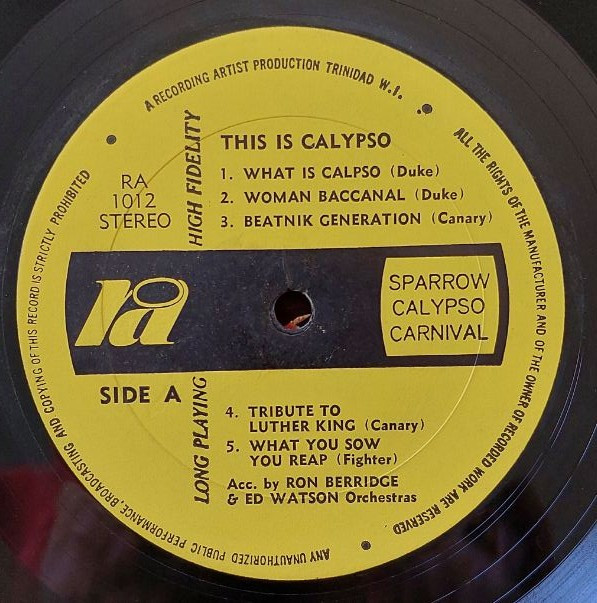 A RECORDING ARTIST PRODUCTION TRINIDAD W.I.
ALL THE RIGHTS OF THE MANUFACTURER AND OF THE OWNER OF RECORDED WORK ARE RESERVED
ANY UNAUTHORIZED PUBLIC PERFORMANCE, BROADCASTING AND COPYING OF THIS RECORD IS STRICTLY PROHIBITED
THIS IS CALYPSO
RA
1012
STEREO
HIGH FIDELITY
1. WHAT IS CALPSO (Duke)
2. WOMAN BACCANAL (Duke)
3. BEATNIK GENERATION (Canary)
ra
SPARROW
CALYPSO
CARNIVAL
SIDE A
LONG PLAYING
4. TRIBUTE TO
LUTHER KING (Canary)
5. WHAT YOU SOW
YOU REAP (Fighter)
Acc. by RON BERRIDGE
& ED WATSON Orchestras